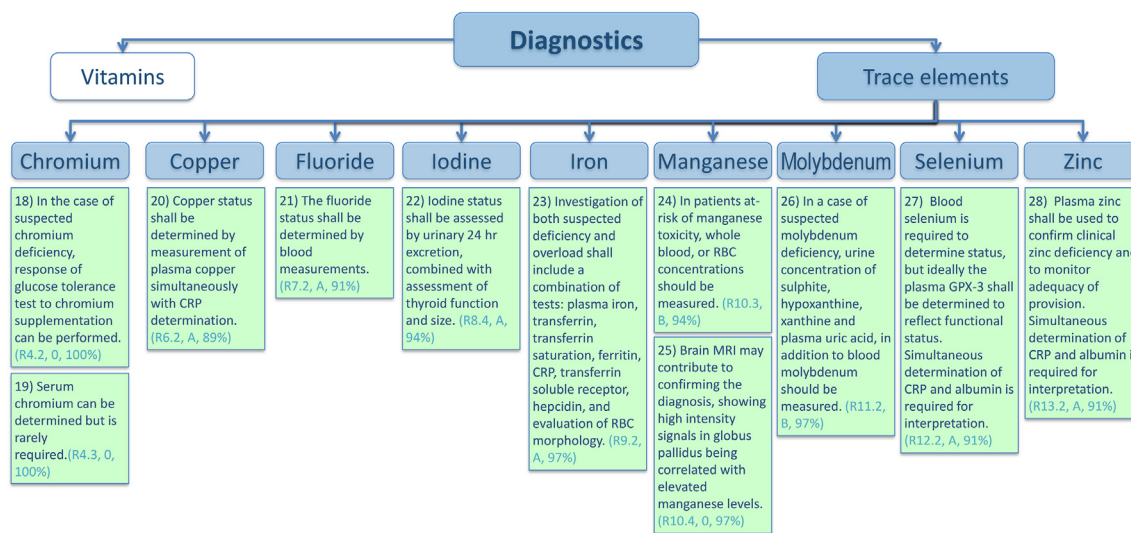 Diagnostics
Vitamins
Trace elements
Chromium
18) In the case of
suspected
chromium
deficiency,
response of
glucose tolerance
test to chromium
supplementation
can be performed.
(R4.2, 0, 100%)
19) Serum
chromium can be
determined but is
rarely
required.(R4.3, 0,
100%)
Copper
20) Copper status
shall be
determined by
measurement of
plasma copper
simultaneously
with CRP
determination.
(R6.2, A, 89%)
Fluoride
21) The fluoride
status shall be
determined by
blood
measurements.
(R7.2, A, 91%)
Iodine
22) Iodine status
shall be assessed
by urinary 24 hr
excretion,
combined with
assessment of
thyroid function
and size. (R8.4, A,
94%)
Iron
23) Investigation of
both suspected
deficiency and
overload shall
include a
combination of
tests: plasma iron,
transferrin,
transferrin
saturation, ferritin,
CRP, transferrin
soluble receptor,
hepcidin, and
evaluation of RBC
morphology. (R9.2,
A, 97%)
Manganese
24) In patients at-
risk of manganese
toxicity, whole
blood, or RBC
concentrations
should be
measured. (R10.3,
B, 94%)
25) Brain MRI may
contribute to
confirming the
diagnosis, showing
high intensity
signals in globus
pallidus being
correlated with
elevated
manganese levels.
(R10.4, 0, 97%)
Molybdenum
26) In a case of
suspected
molybdenum
deficiency, urine
concentration of
sulphite,
hypoxanthine,
xanthine and
plasma uric acid, in
addition to blood
molybdenum
should be
measured. (R11.2,
B, 97%)
Selenium
27) Blood
selenium is
required to
determine status,
but ideally the
plasma GPX-3 shall
be determined to
reflect functional
status.
Simultaneous
determination of
CRP and albumin is
required for
interpretation.
(R12.2, A, 91%)
Zinc
28) Plasma zinc
shall be used to
confirm clinical
zinc deficiency and
to monitor
adequacy of
provision.
Simultaneous
determination of
CRP and albumin i
required for
interpretation.
(R13.2, A, 91%)